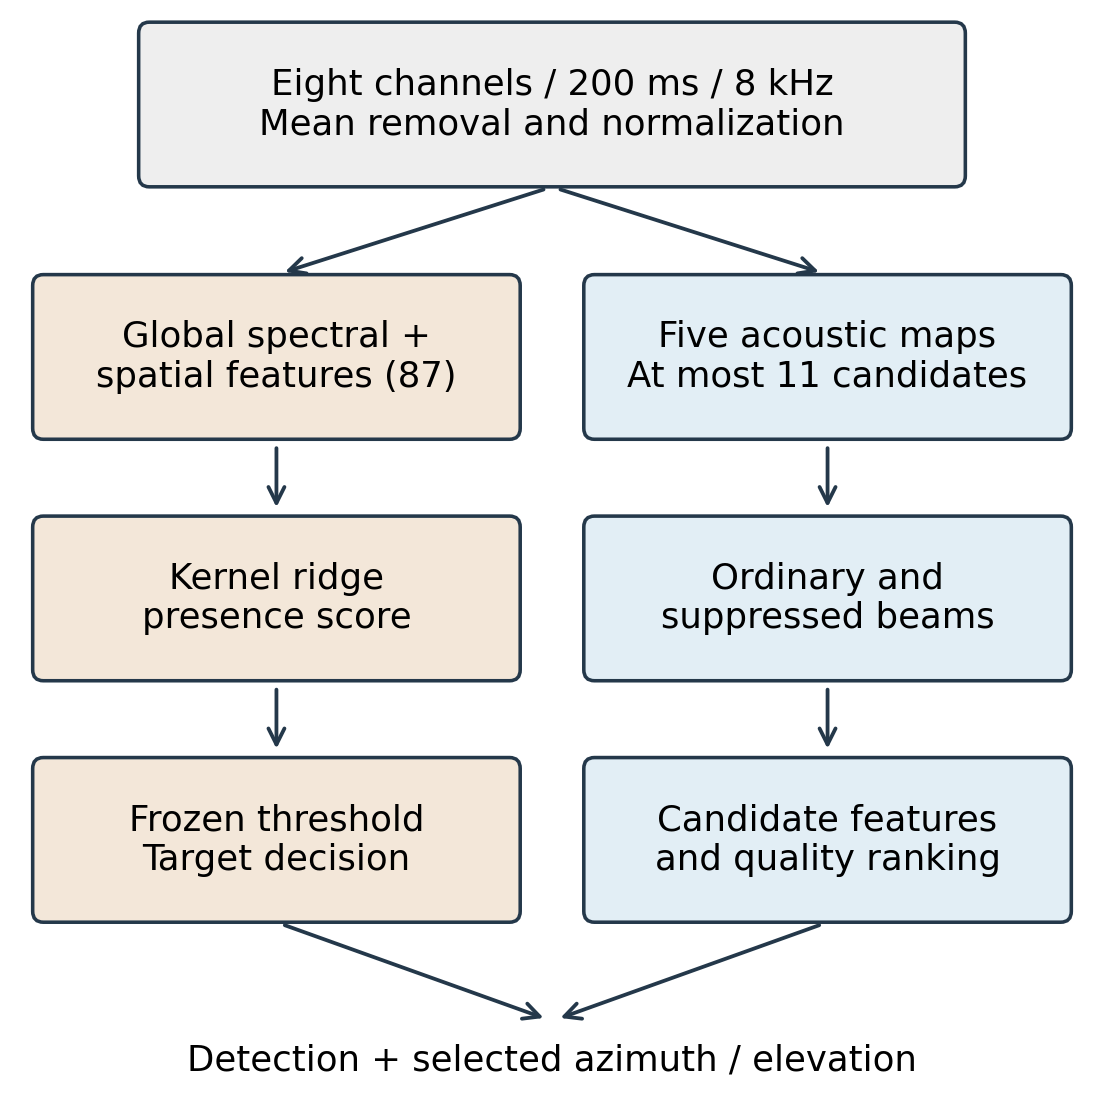 Eight channels / 200 ms / 8 kHz
Mean removal and normalization
Global spectral +
spatial features (87)
Five acoustic maps
At most 11 candidates
Kernel ridge
presence score
Ordinary and
suppressed beams
Frozen threshold
Target decision
Candidate features
and quality ranking
Detection + selected azimuth / elevation